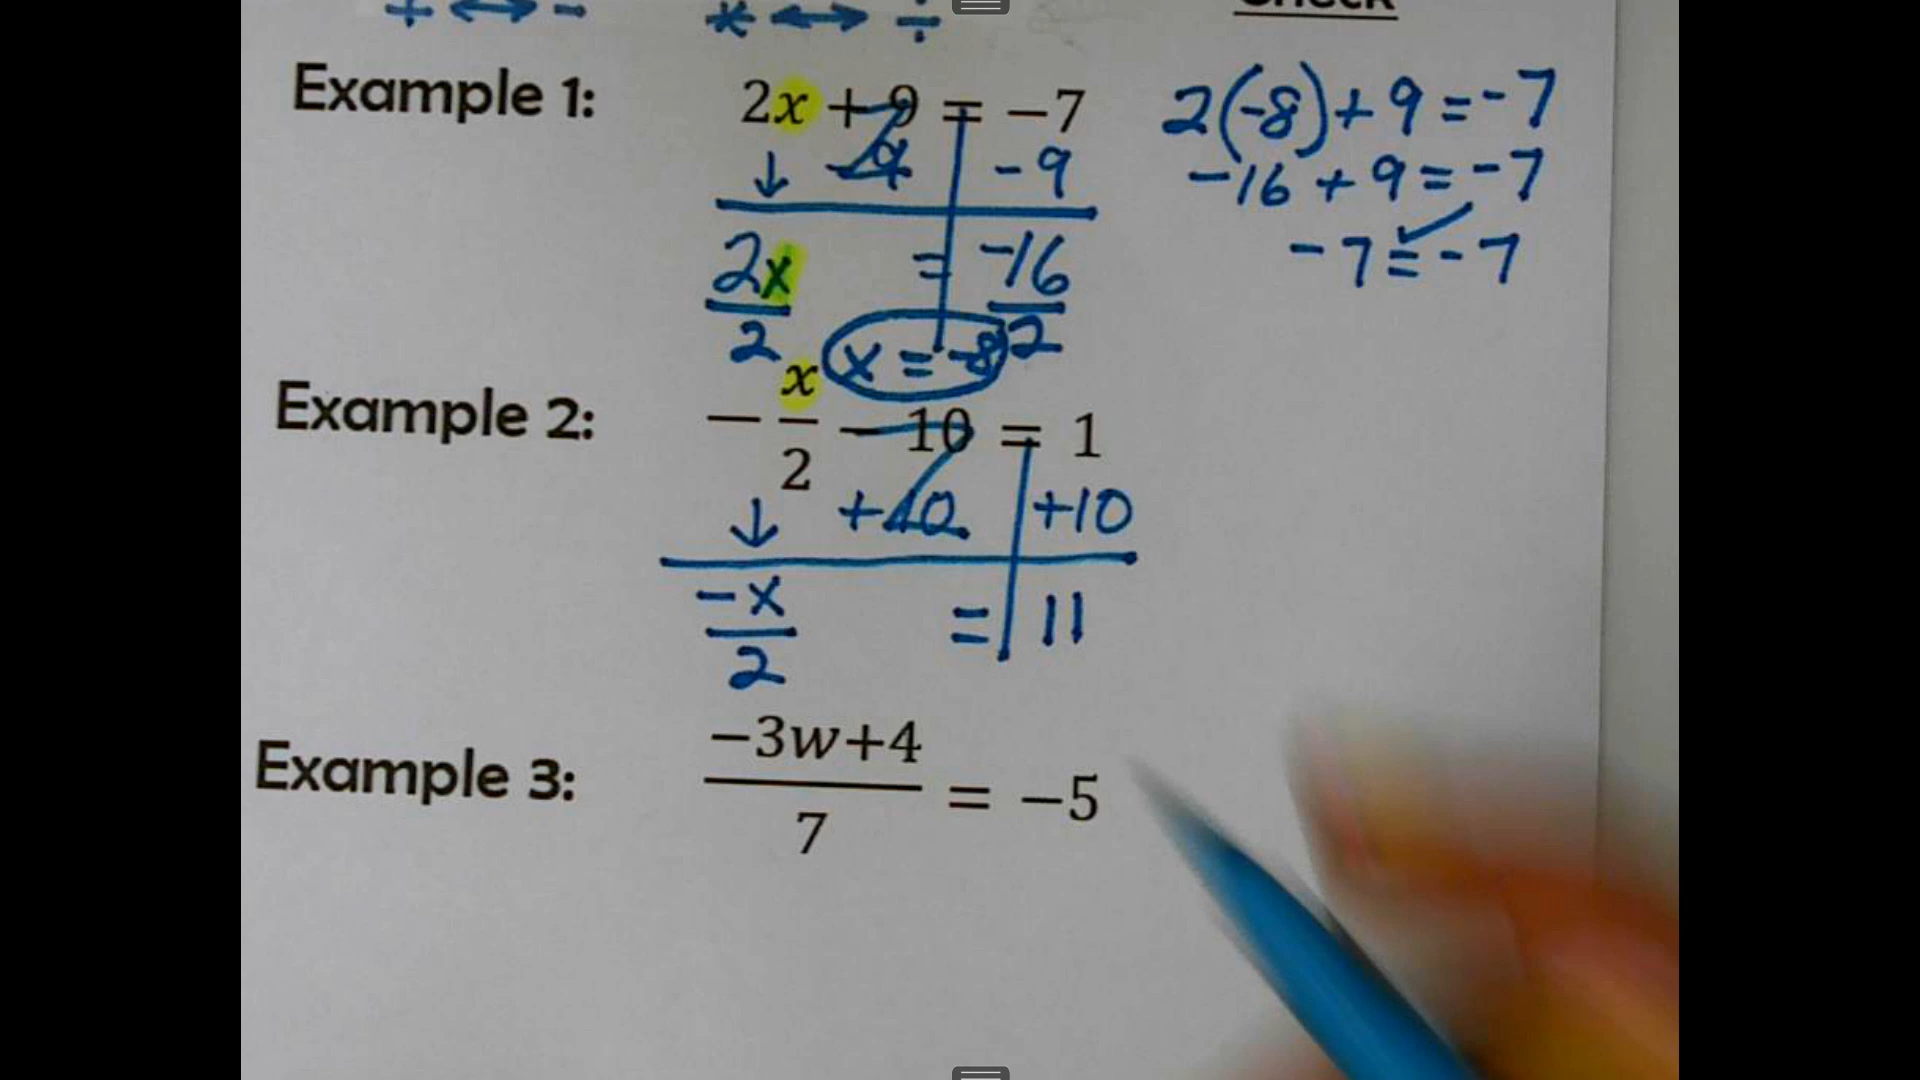 + ↔ - * ↔ ÷
Check
Example 1: 2x + 9 = −7
2(-8)+9=-7
↓ -9 -9
-16+9=-7
2x/2 = -16/2
-7=-7 ✓
x = -8
Example 2: −x/2 − 10 = 1
↓ +10 +10
-x/2 = 11
Example 3: −3w+4/7 = −5